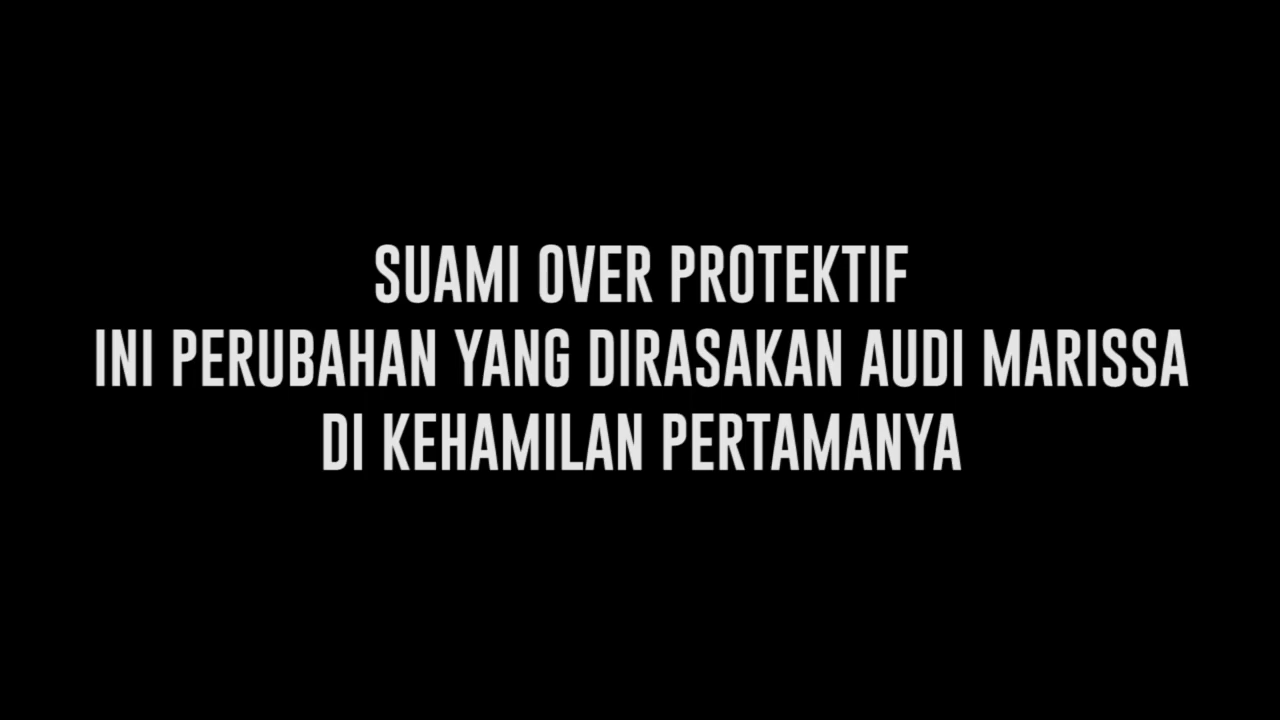 SUAMI OVER PROTEKTIF
INI PERUBAHAN YANG DIRASAKAN AUDI MARISSA
DI KEHAMILAN PERTAMANYA